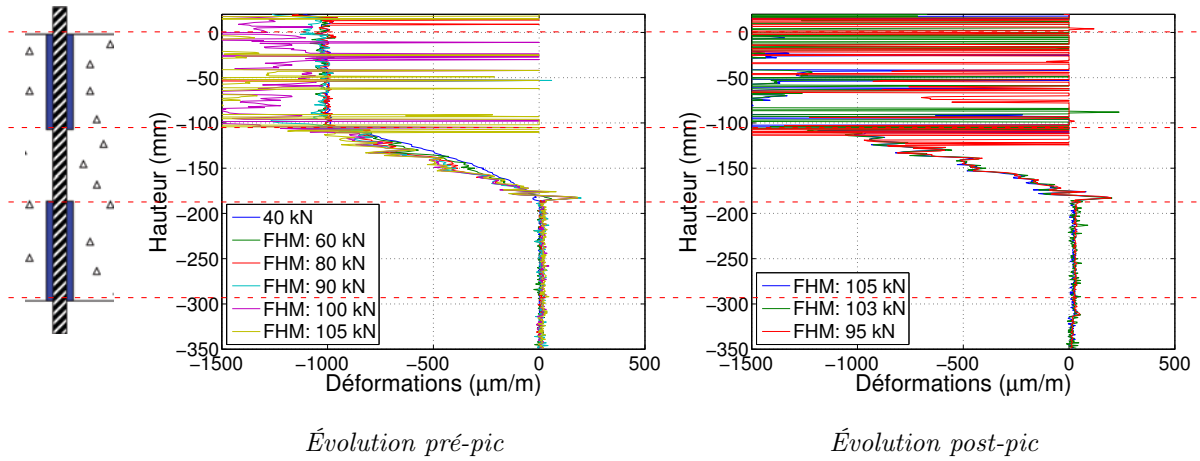 0
−50
−100
−150
−200
−250
−300
−350
Hauteur (mm)
40 kN
FHM: 60 kN
FHM: 80 kN
FHM: 90 kN
FHM: 100 kN
FHM: 105 kN
−1500
−1000
−500
0
500
Déformations (μm/m)
Évolution pré-pic
0
−50
−100
−150
−200
−250
−300
−350
Hauteur (mm)
FHM: 105 kN
FHM: 103 kN
FHM: 95 kN
−1500
−1000
−500
0
500
Déformations (μm/m)
Évolution post-pic